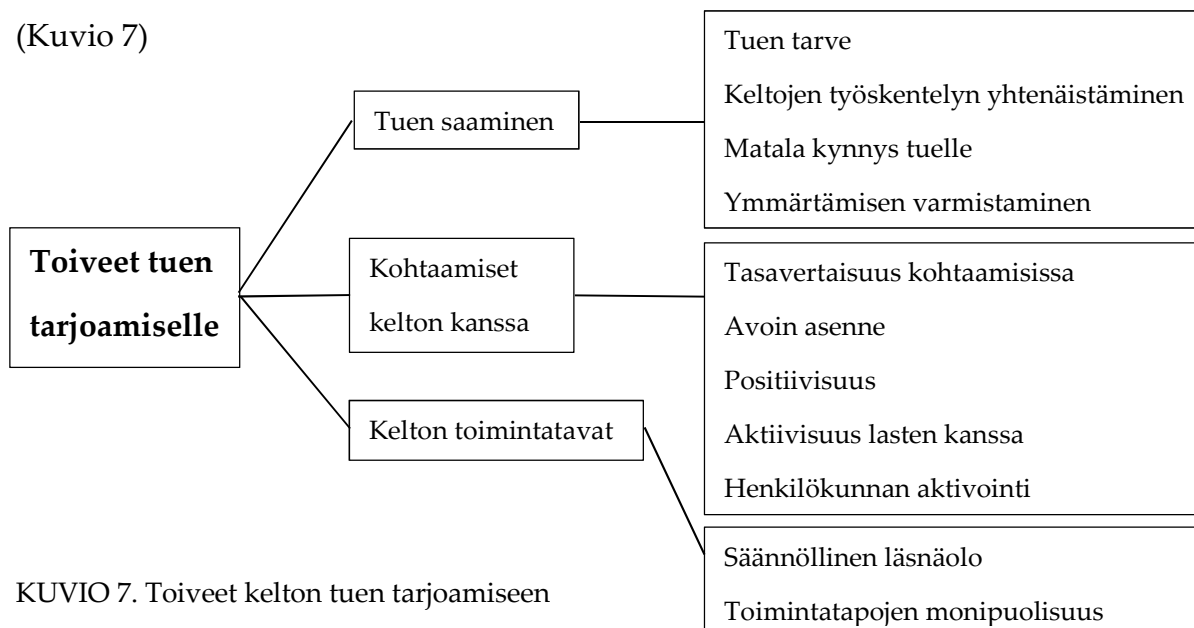 (Kuvio 7)
Toiveet tuen
tarjoamiselle
Tuen saaminen
Tuen tarve
Keltojen työskentelyn yhtenäistäminen
Matala kynnys tuelle
Ymmärtämisen varmistaminen
Kohtaamiset
kelton kanssa
Tasavertaisuus kohtaamisissa
Avoin asenne
Positiivisuus
Aktiivisuus lasten kanssa
Henkilökunnan aktivointi
Kelton toimintatavat
Säännöllinen läsnäolo
Toimintatapojen monipuolisuus
KUVIO 7. Toiveet kelton tuen tarjoamiseen